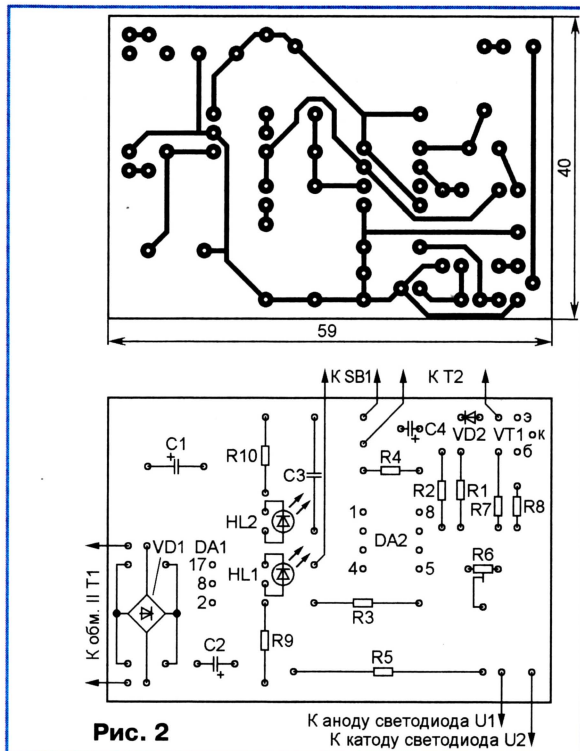 40
59
К SB1
К Т2
C4
VD2
VT1
э
к
б
C1
R10
C3
R4
R2
R1
R7
R8
HL2
1
8
DA2
4
5
VD1
DA1
17
8
2
HL1
R6
К обм. II Т1
R3
C2
R9
R5
К аноду светодиода U1
К катоду светодиода U2
Рис. 2